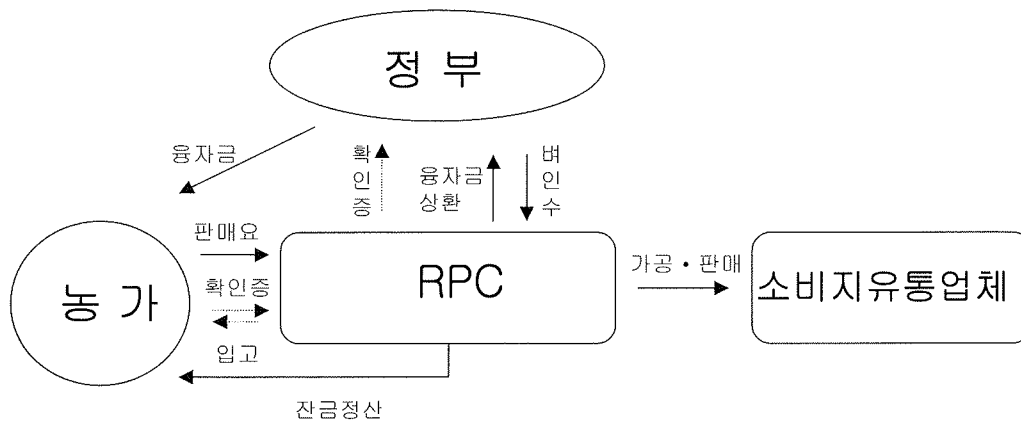 정 부
융자금
확인증
융자금
상환
벼인수
판매요
RPC
가공·판매
소비지유통업체
농 가
확인증
입고
잔금정산